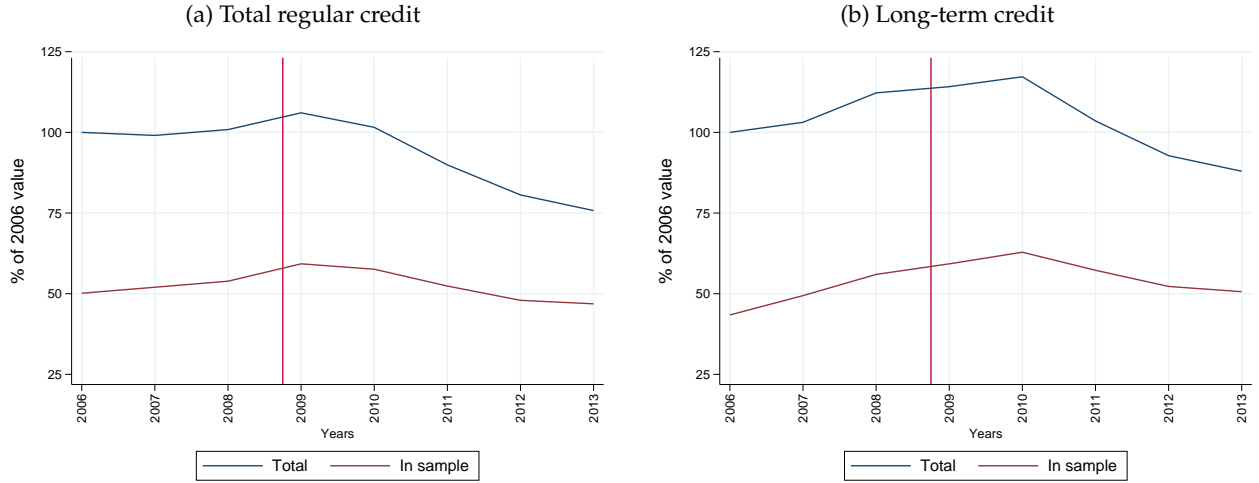 (a) Total regular credit
% of 2006 value
125
100
75
50
25
2006 2007 2008 2009 2010 2011 2012 2013
Years
Total In sample
(b) Long-term credit
% of 2006 value
125
100
75
50
25
2006 2007 2008 2009 2010 2011 2012 2013
Years
Total In sample